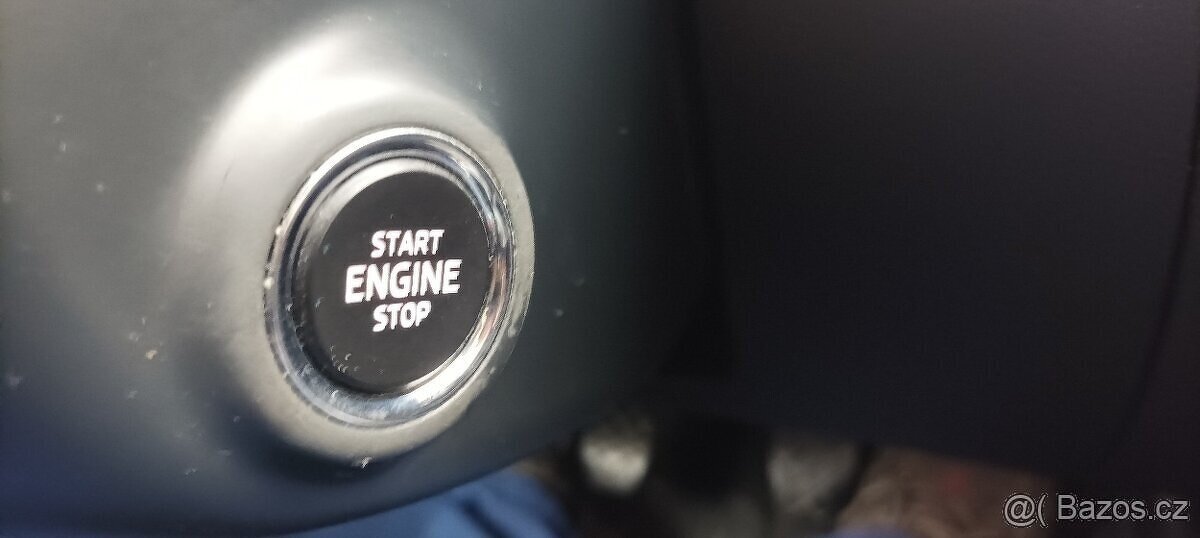 START
ENGINE
STOP
@( Bazos.cz